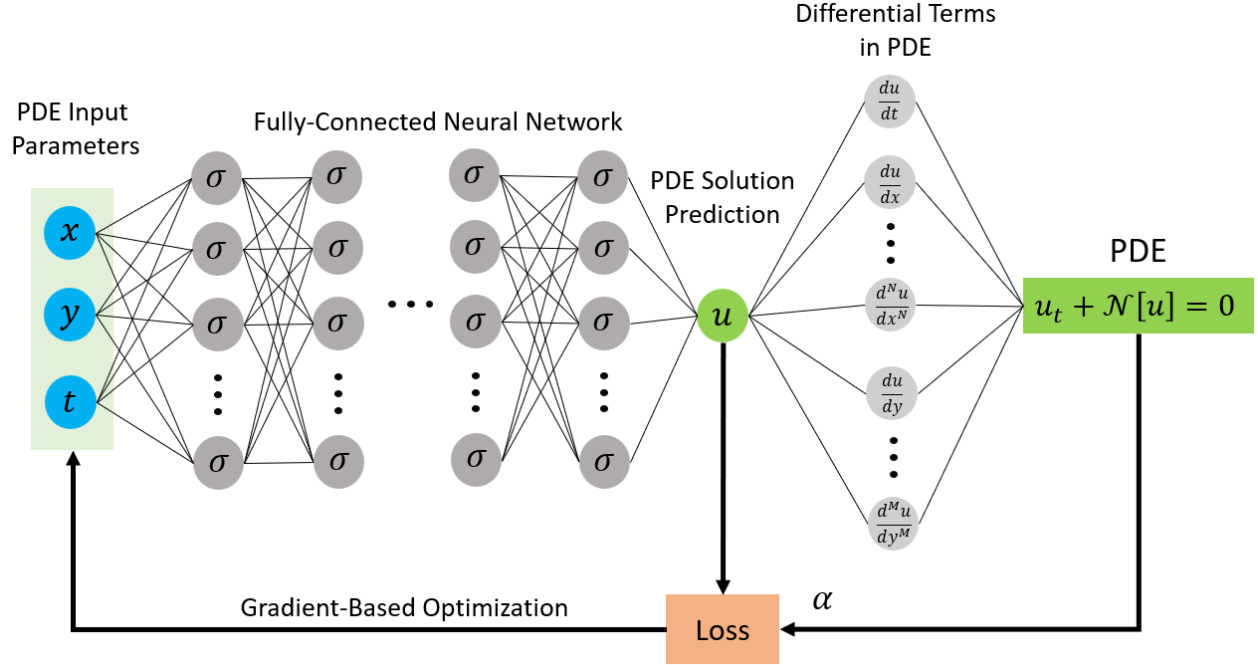 Differential Terms
in PDE
PDE Input
Parameters
Fully-Connected Neural Network
PDE Solution
Prediction
PDE
x
y
t
σ σ σ σ
σ σ σ σ
σ σ σ σ
σ σ σ σ
...
u
du/dt
du/dx
d^N u/dx^N
du/dy
d^M u/dy^M
u_t + 𝒩[u] = 0
Gradient-Based Optimization
Loss
α